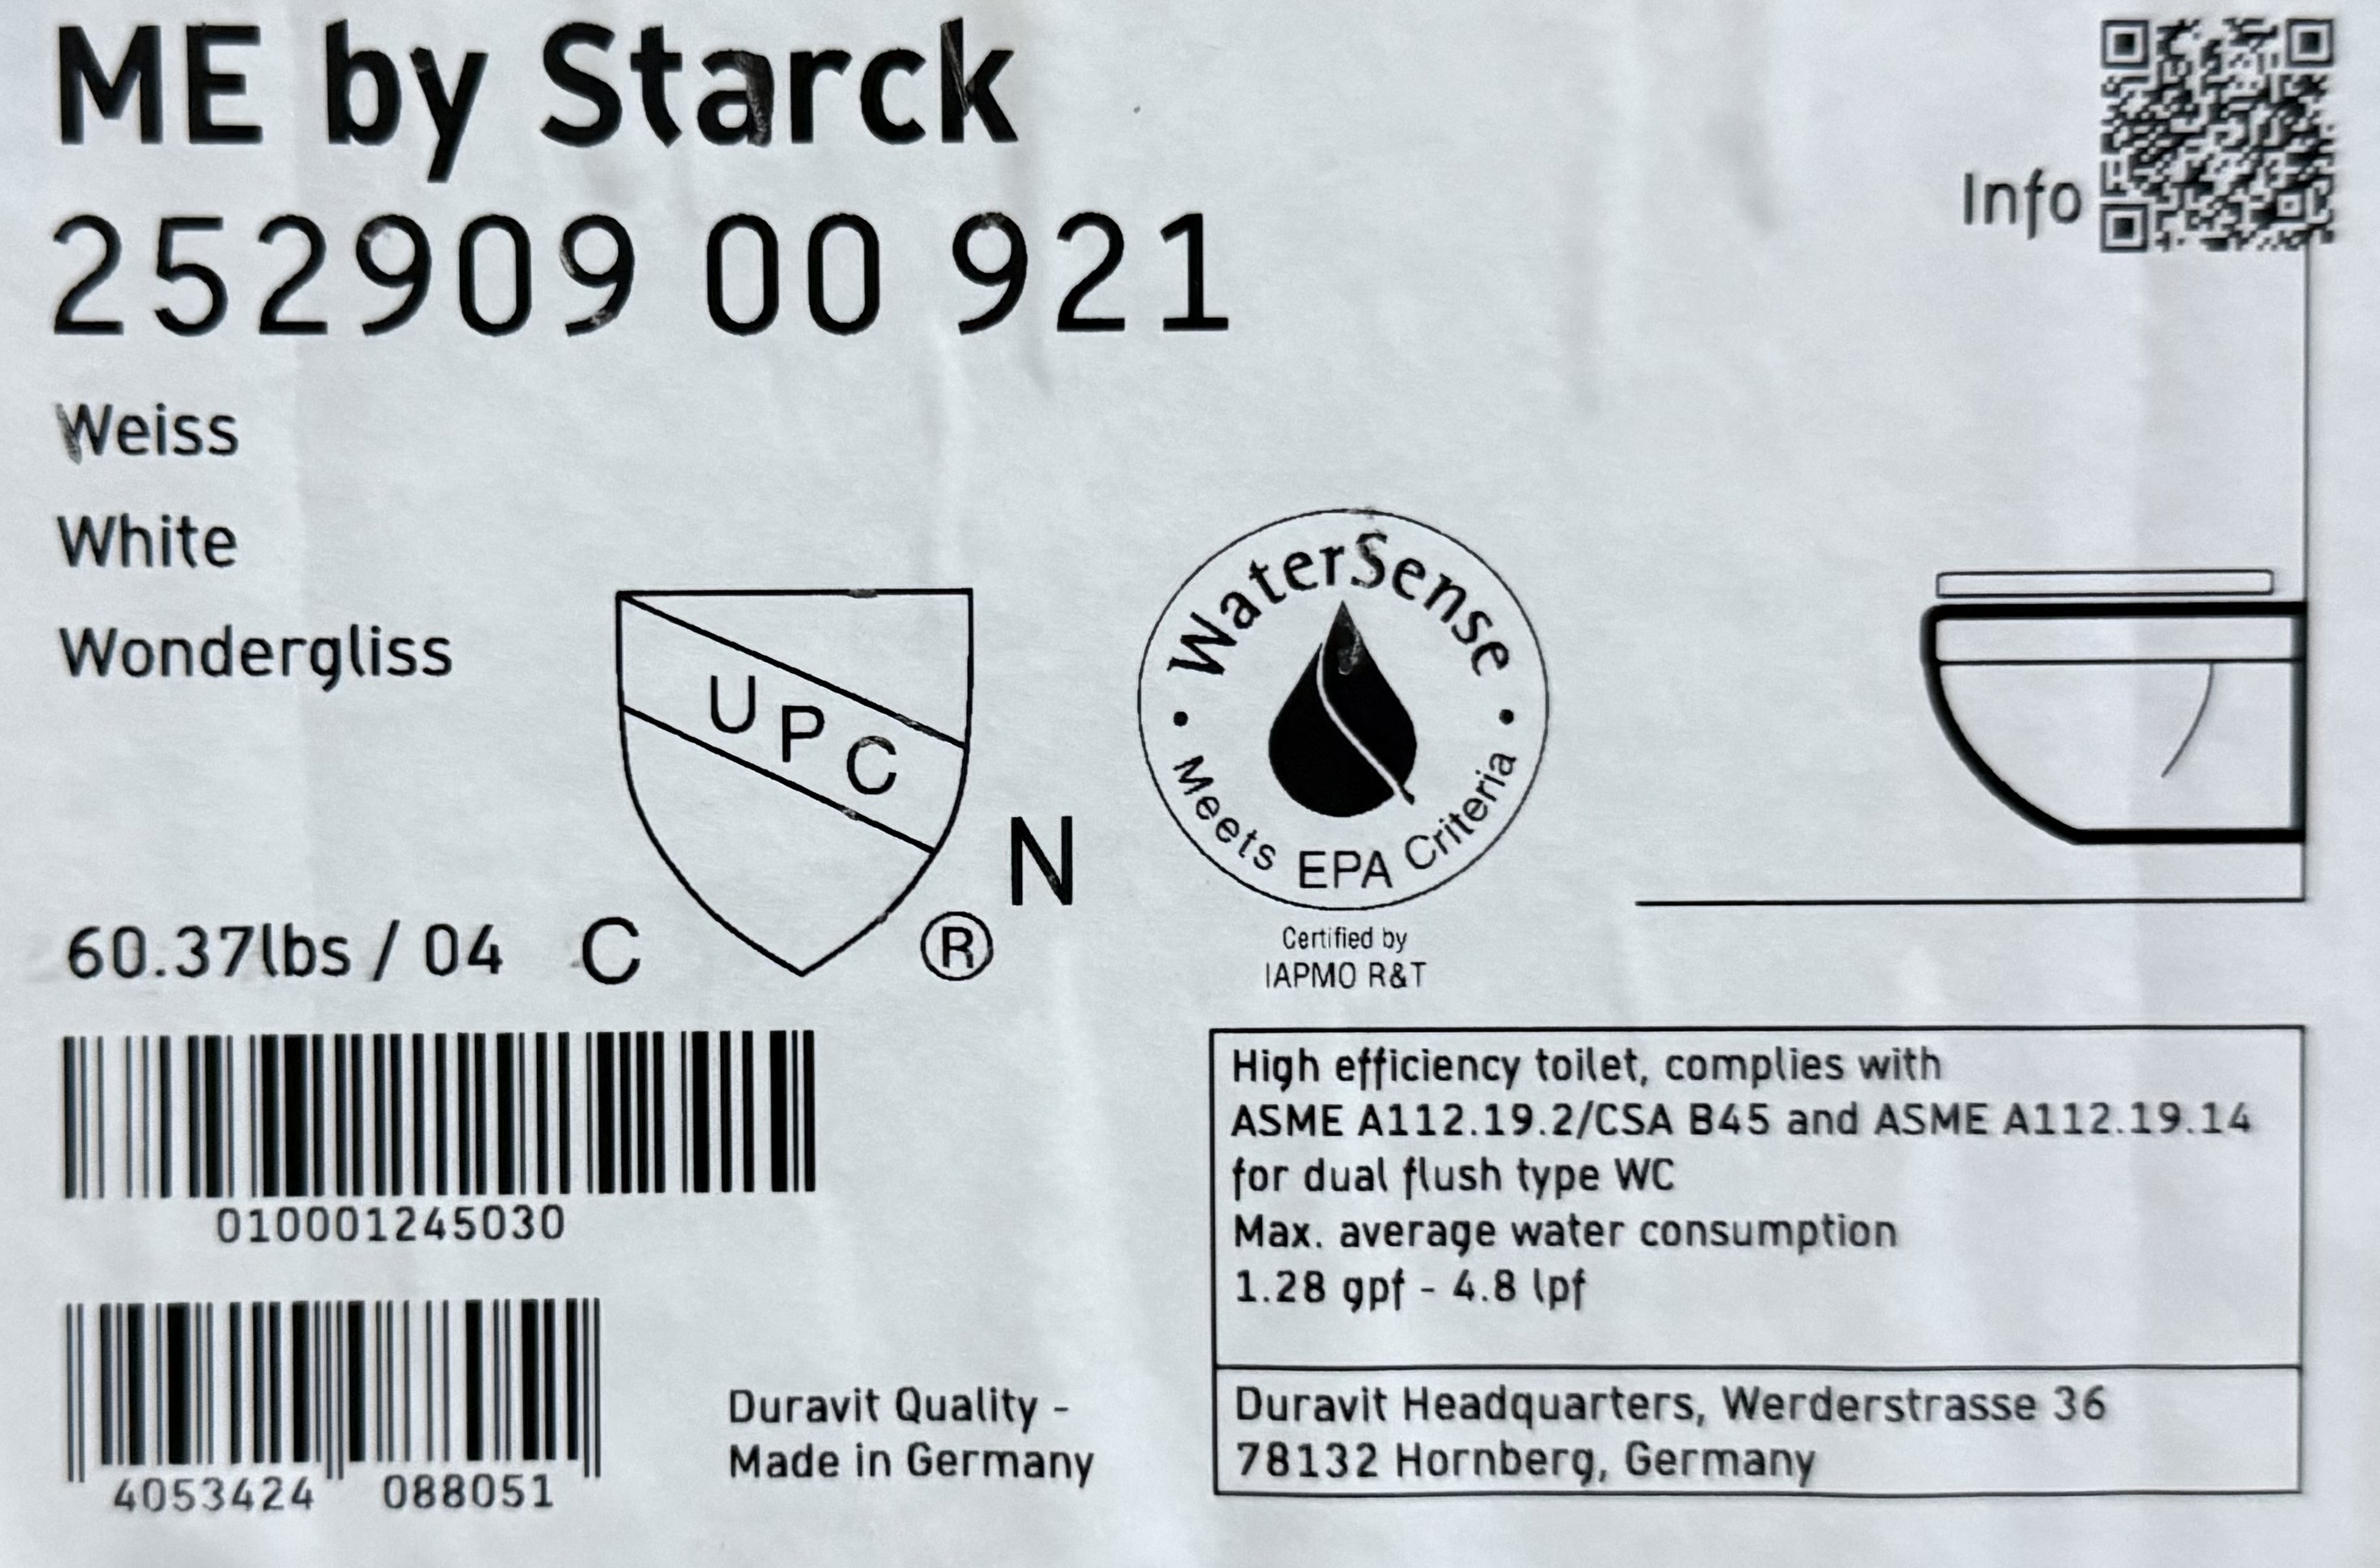 ME by Starck
252909 00 921
Info
Weiss
White
Wondergliss
UPC
C
®
N
WaterSense
• Meets EPA Criteria •
Certified by
IAPMO R&T
60.37lbs / 04
010001245030
4053424 088051
Duravit Quality -
Made in Germany
High efficiency toilet, complies with
ASME A112.19.2/CSA B45 and ASME A112.19.14
for dual flush type WC
Max. average water consumption
1.28 gpf - 4.8 lpf
Duravit Headquarters, Werderstrasse 36
78132 Hornberg, Germany